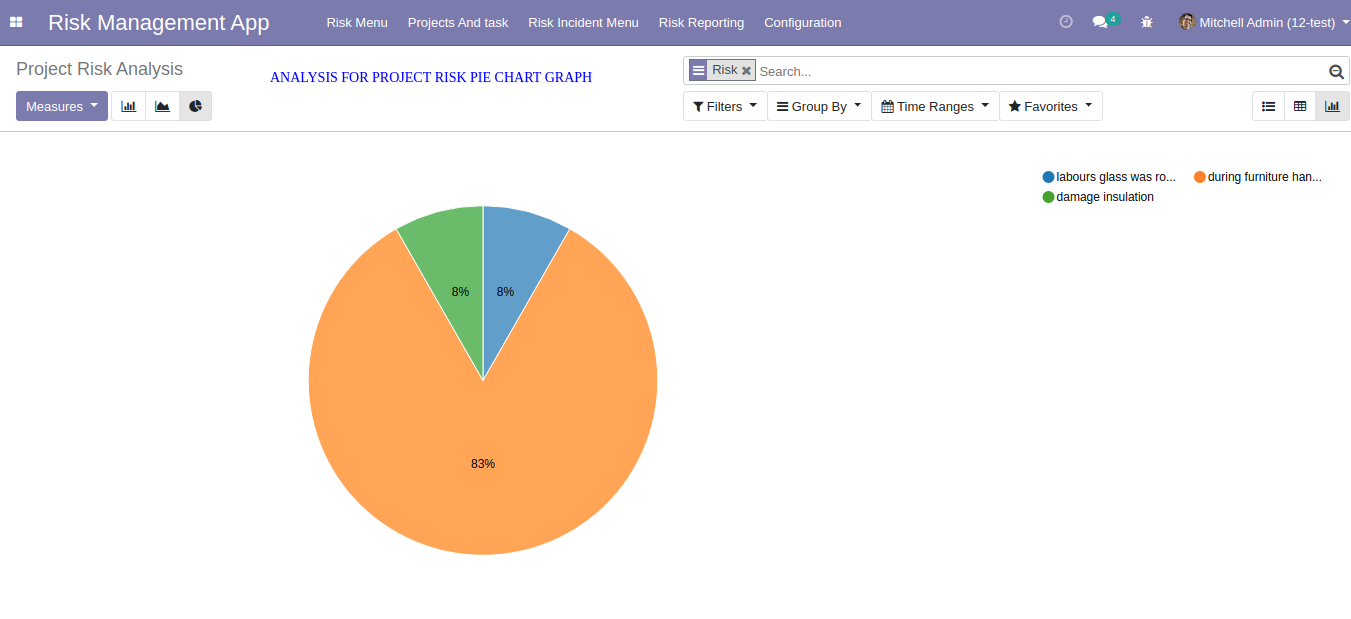 Risk Management App
Risk Menu Projects And task Risk Incident Menu Risk Reporting Configuration
4
Mitchell Admin (12-test)
Project Risk Analysis
ANALYSIS FOR PROJECT RISK PIE CHART GRAPH
Risk
Search...
Measures
Filters Group By Time Ranges Favorites
labours glass was ro... during furniture han...
damage insulation
8% 8%
83%